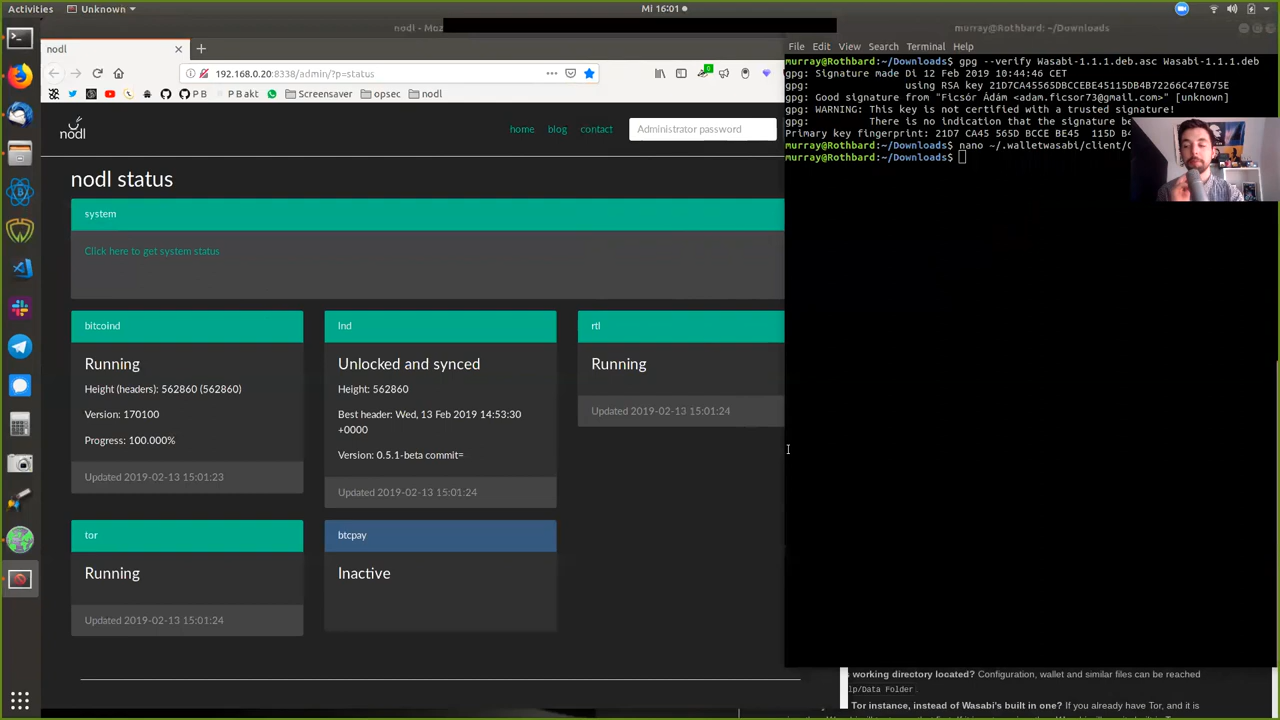 Activities
Unknown
Mi 16:01
nodl - Moz
murray@Rothbard: ~/Downloads
nodl
192.168.0.20:8338/admin/?p=status
P B
P B akt
Screensaver
opsec
nodl
nodl
home
blog
contact
Administrator password
nodl status
system
Click here to get system status
bitcoind
Running
Height (headers): 562860 (562860)
Version: 170100
Progress: 100.000%
Updated 2019-02-13 15:01:23
lnd
Unlocked and synced
Height: 562860
Best header: Wed, 13 Feb 2019 14:53:30
+0000
Version: 0.5.1-beta commit=
Updated 2019-02-13 15:01:24
rtl
Running
Updated 2019-02-13 15:01:24
tor
Running
Updated 2019-02-13 15:01:24
btcpay
Inactive
File Edit View Search Terminal Help
murray@Rothbard:~/Downloads$ gpg --verify Wasabi-1.1.1.deb.asc Wasabi-1.1.1.deb
gpg: Signature made Di 12 Feb 2019 10:44:46 CET
gpg: using RSA key 21D7CA45565DBCCEBE45115DB4B72266C47E075E
gpg: Good signature from "Ficsór Ádám <adam.ficsor73@gmail.com>" [unknown]
gpg: WARNING: This key is not certified with a trusted signature!
gpg: There is no indication that the signature be
Primary key fingerprint: 21D7 CA45 565D BCCE BE45 115D B4
murray@Rothbard:~/Downloads$ nano ~/.walletwasabi/client/C
murray@Rothbard:~/Downloads$
working directory located? Configuration, wallet and similar files can be reached
lp/Data Folder.
Tor instance, instead of Wasabi's built in one? If you already have Tor, and it is